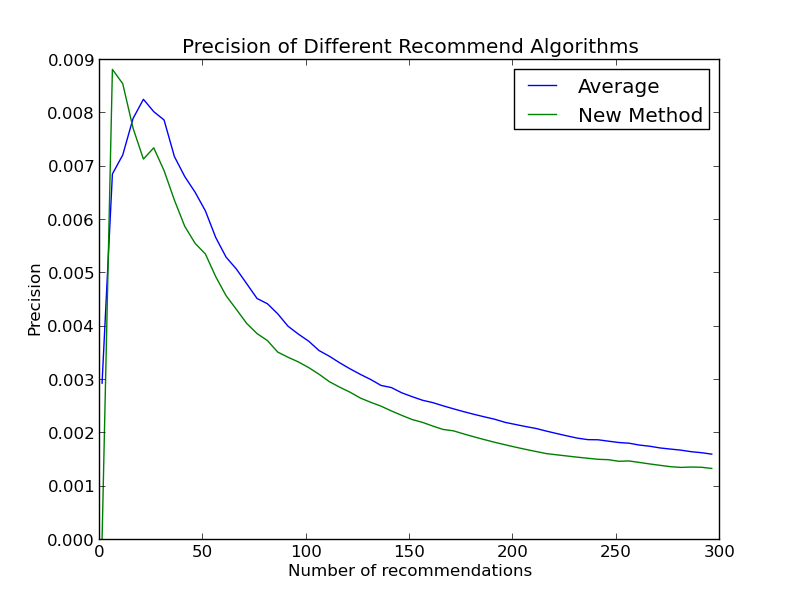 Precision of Different Recommend Algorithms
0.009
0.008
0.007
0.006
0.005
0.004
0.003
0.002
0.001
0.000
Precision
Average
New Method
0 50 100 150 200 250 300
Number of recommendations